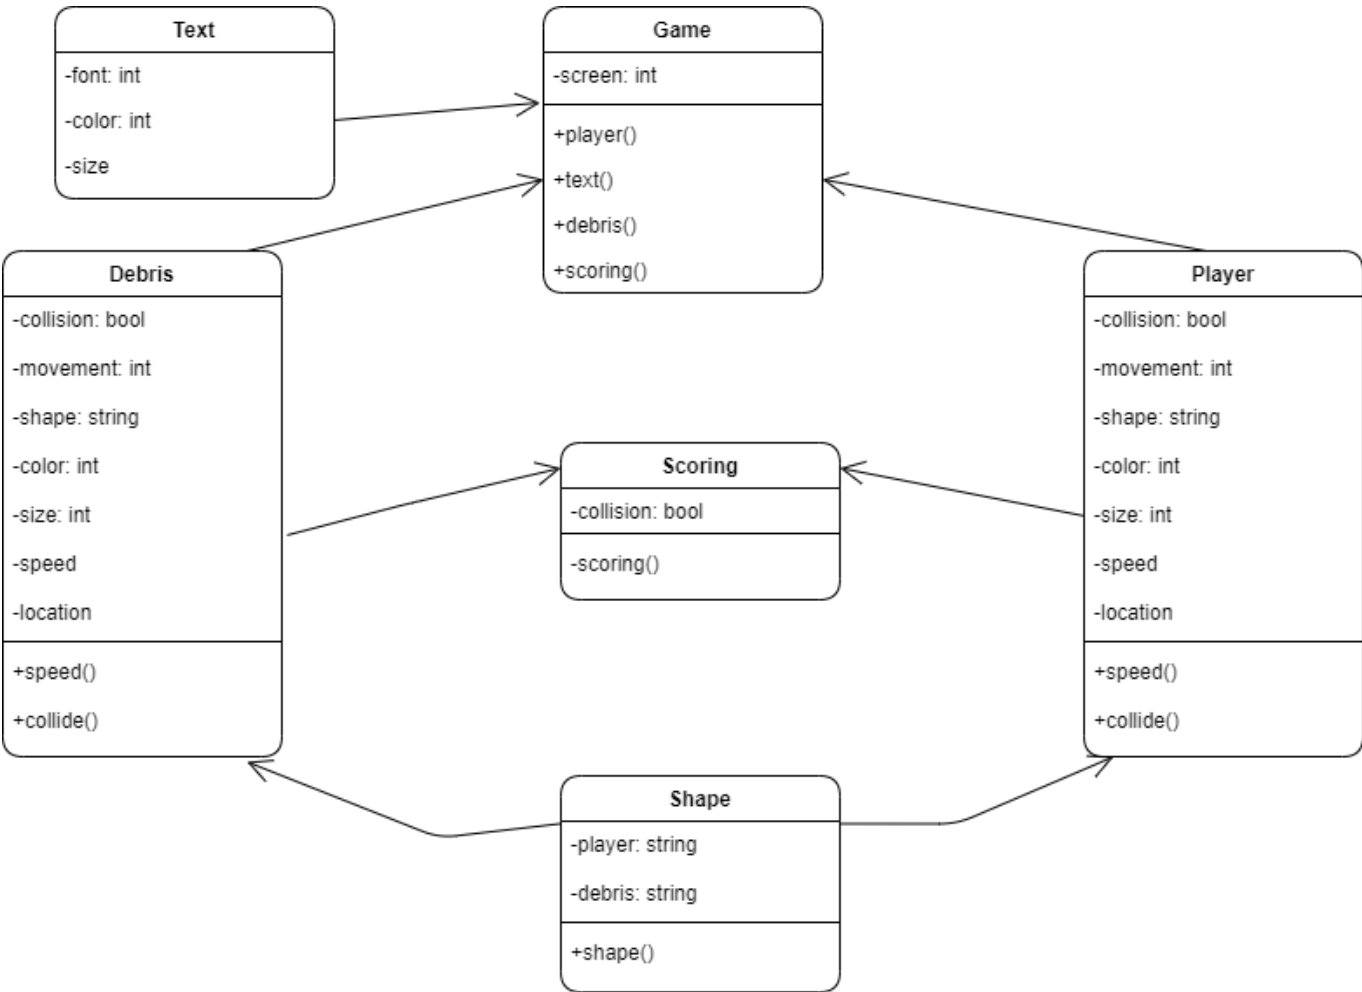 Text
-font: int
-color: int
-size
Game
-screen: int
+player()
+text()
+debris()
+scoring()
Debris
-collision: bool
-movement: int
-shape: string
-color: int
-size: int
-speed
-location
+speed()
+collide()
Scoring
-collision: bool
-scoring()
Player
-collision: bool
-movement: int
-shape: string
-color: int
-size: int
-speed
-location
+speed()
+collide()
Shape
-player: string
-debris: string
+shape()